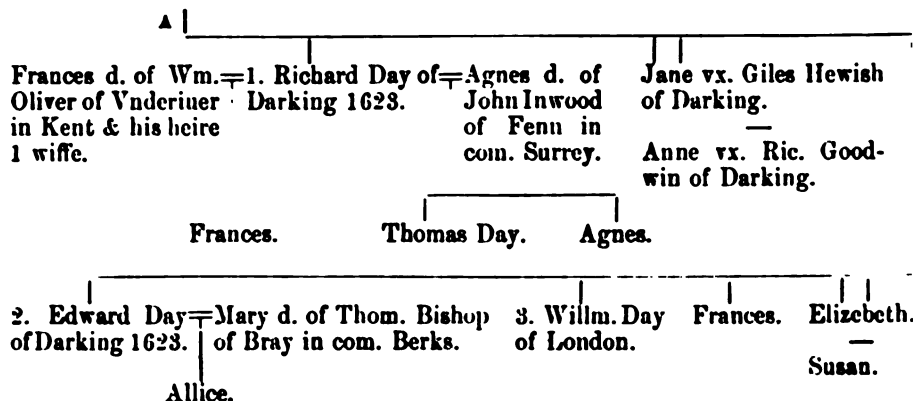 A
Frances d. of Wm.
Oliver of Vnderiuer
in Kent & his heire
1 wiffe.
1. Richard Day of
Darking 1623.
Agnes d. of
John Inwood
of Fenn in
com. Surrey.
Jane vx. Giles Hewish
of Darking.
Anne vx. Ric. Good-
win of Darking.
Frances.
Thomas Day.
Agnes.
2. Edward Day
of Darking 1623.
Mary d. of Thom. Bishop
of Bray in com. Berks.
Allice.
3. Willm. Day
of London.
Frances.
Elizebeth.
Susan.